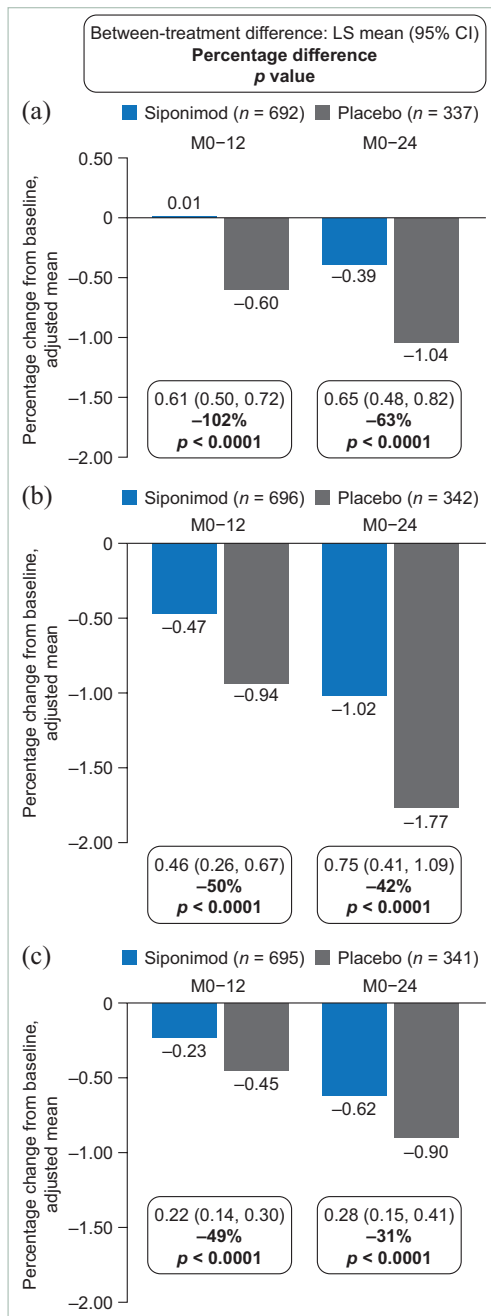 Between-treatment difference: LS mean (95% CI)
Percentage difference
p value
(a)
Siponimod (n = 692) Placebo (n = 337)
M0–12 M0–24
Percentage change from baseline,
adjusted mean
0.50
0
–0.50
–1.00
–1.50
–2.00
0.01
–0.60
–0.39
–1.04
0.61 (0.50, 0.72)
–102%
p < 0.0001
0.65 (0.48, 0.82)
–63%
p < 0.0001
(b)
Siponimod (n = 696) Placebo (n = 342)
M0–12 M0–24
Percentage change from baseline,
adjusted mean
0
–0.50
–1.00
–1.50
–2.00
–0.47
–0.94
–1.02
–1.77
0.46 (0.26, 0.67)
–50%
p < 0.0001
0.75 (0.41, 1.09)
–42%
p < 0.0001
(c)
Siponimod (n = 695) Placebo (n = 341)
M0–12 M0–24
Percentage change from baseline,
adjusted mean
0
–0.50
–1.00
–1.50
–2.00
–0.23
–0.45
–0.62
–0.90
0.22 (0.14, 0.30)
–49%
p < 0.0001
0.28 (0.15, 0.41)
–31%
p < 0.0001